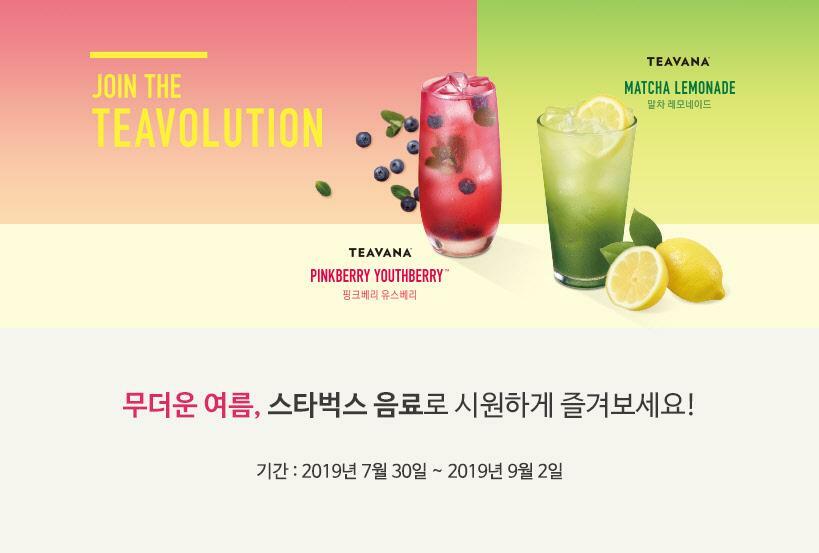 JOIN THE
TEAVOLUTION
TEAVANA
MATCHA LEMONADE
말차 레모네이드
TEAVANA
PINKBERRY YOUTHBERRY™
핑크베리 유스베리
무더운 여름, 스타벅스 음료로 시원하게 즐겨보세요!
기간 : 2019년 7월 30일 ~ 2019년 9월 2일